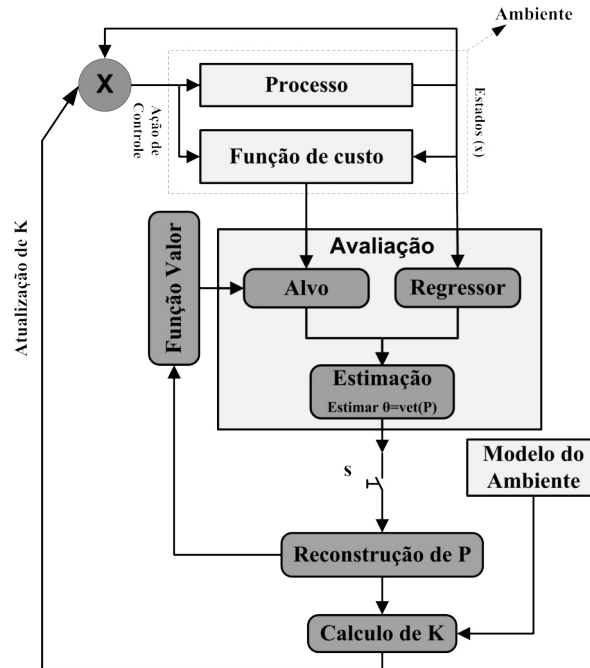 Ambiente
X
Processo
Ação de
Controle
Estados (x)
Função de custo
Atualização de K
Função Valor
Avaliação
Alvo
Regressor
Estimação
Estimar θ=vet(P)
s
Modelo do
Ambiente
Reconstrução de P
Calculo de K